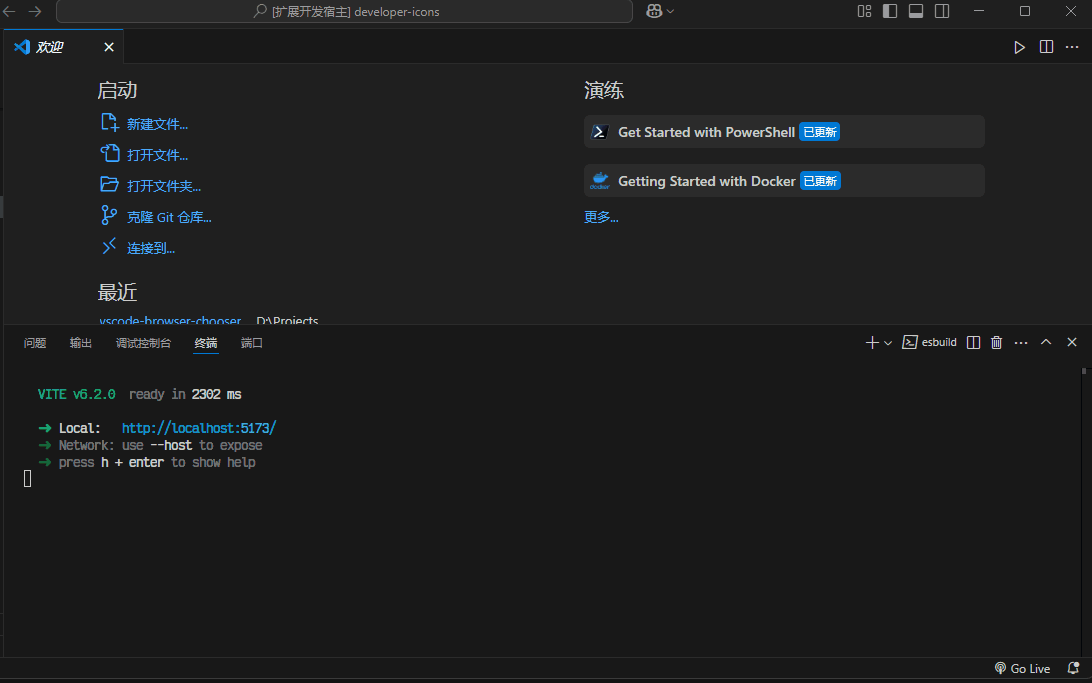 [扩展开发宿主] developer-icons
欢迎
启动
新建文件...
打开文件...
打开文件夹...
克隆 Git 仓库...
连接到...
最近
vscode-browser-chooser D:\Projects
演练
Get Started with PowerShell 已更新
docker
Getting Started with Docker 已更新
更多...
问题 输出 调试控制台 终端 端口
esbuild
VITE v6.2.0 ready in 2302 ms
➜ Local: http://localhost:5173/
➜ Network: use --host to expose
➜ press h + enter to show help
Go Live